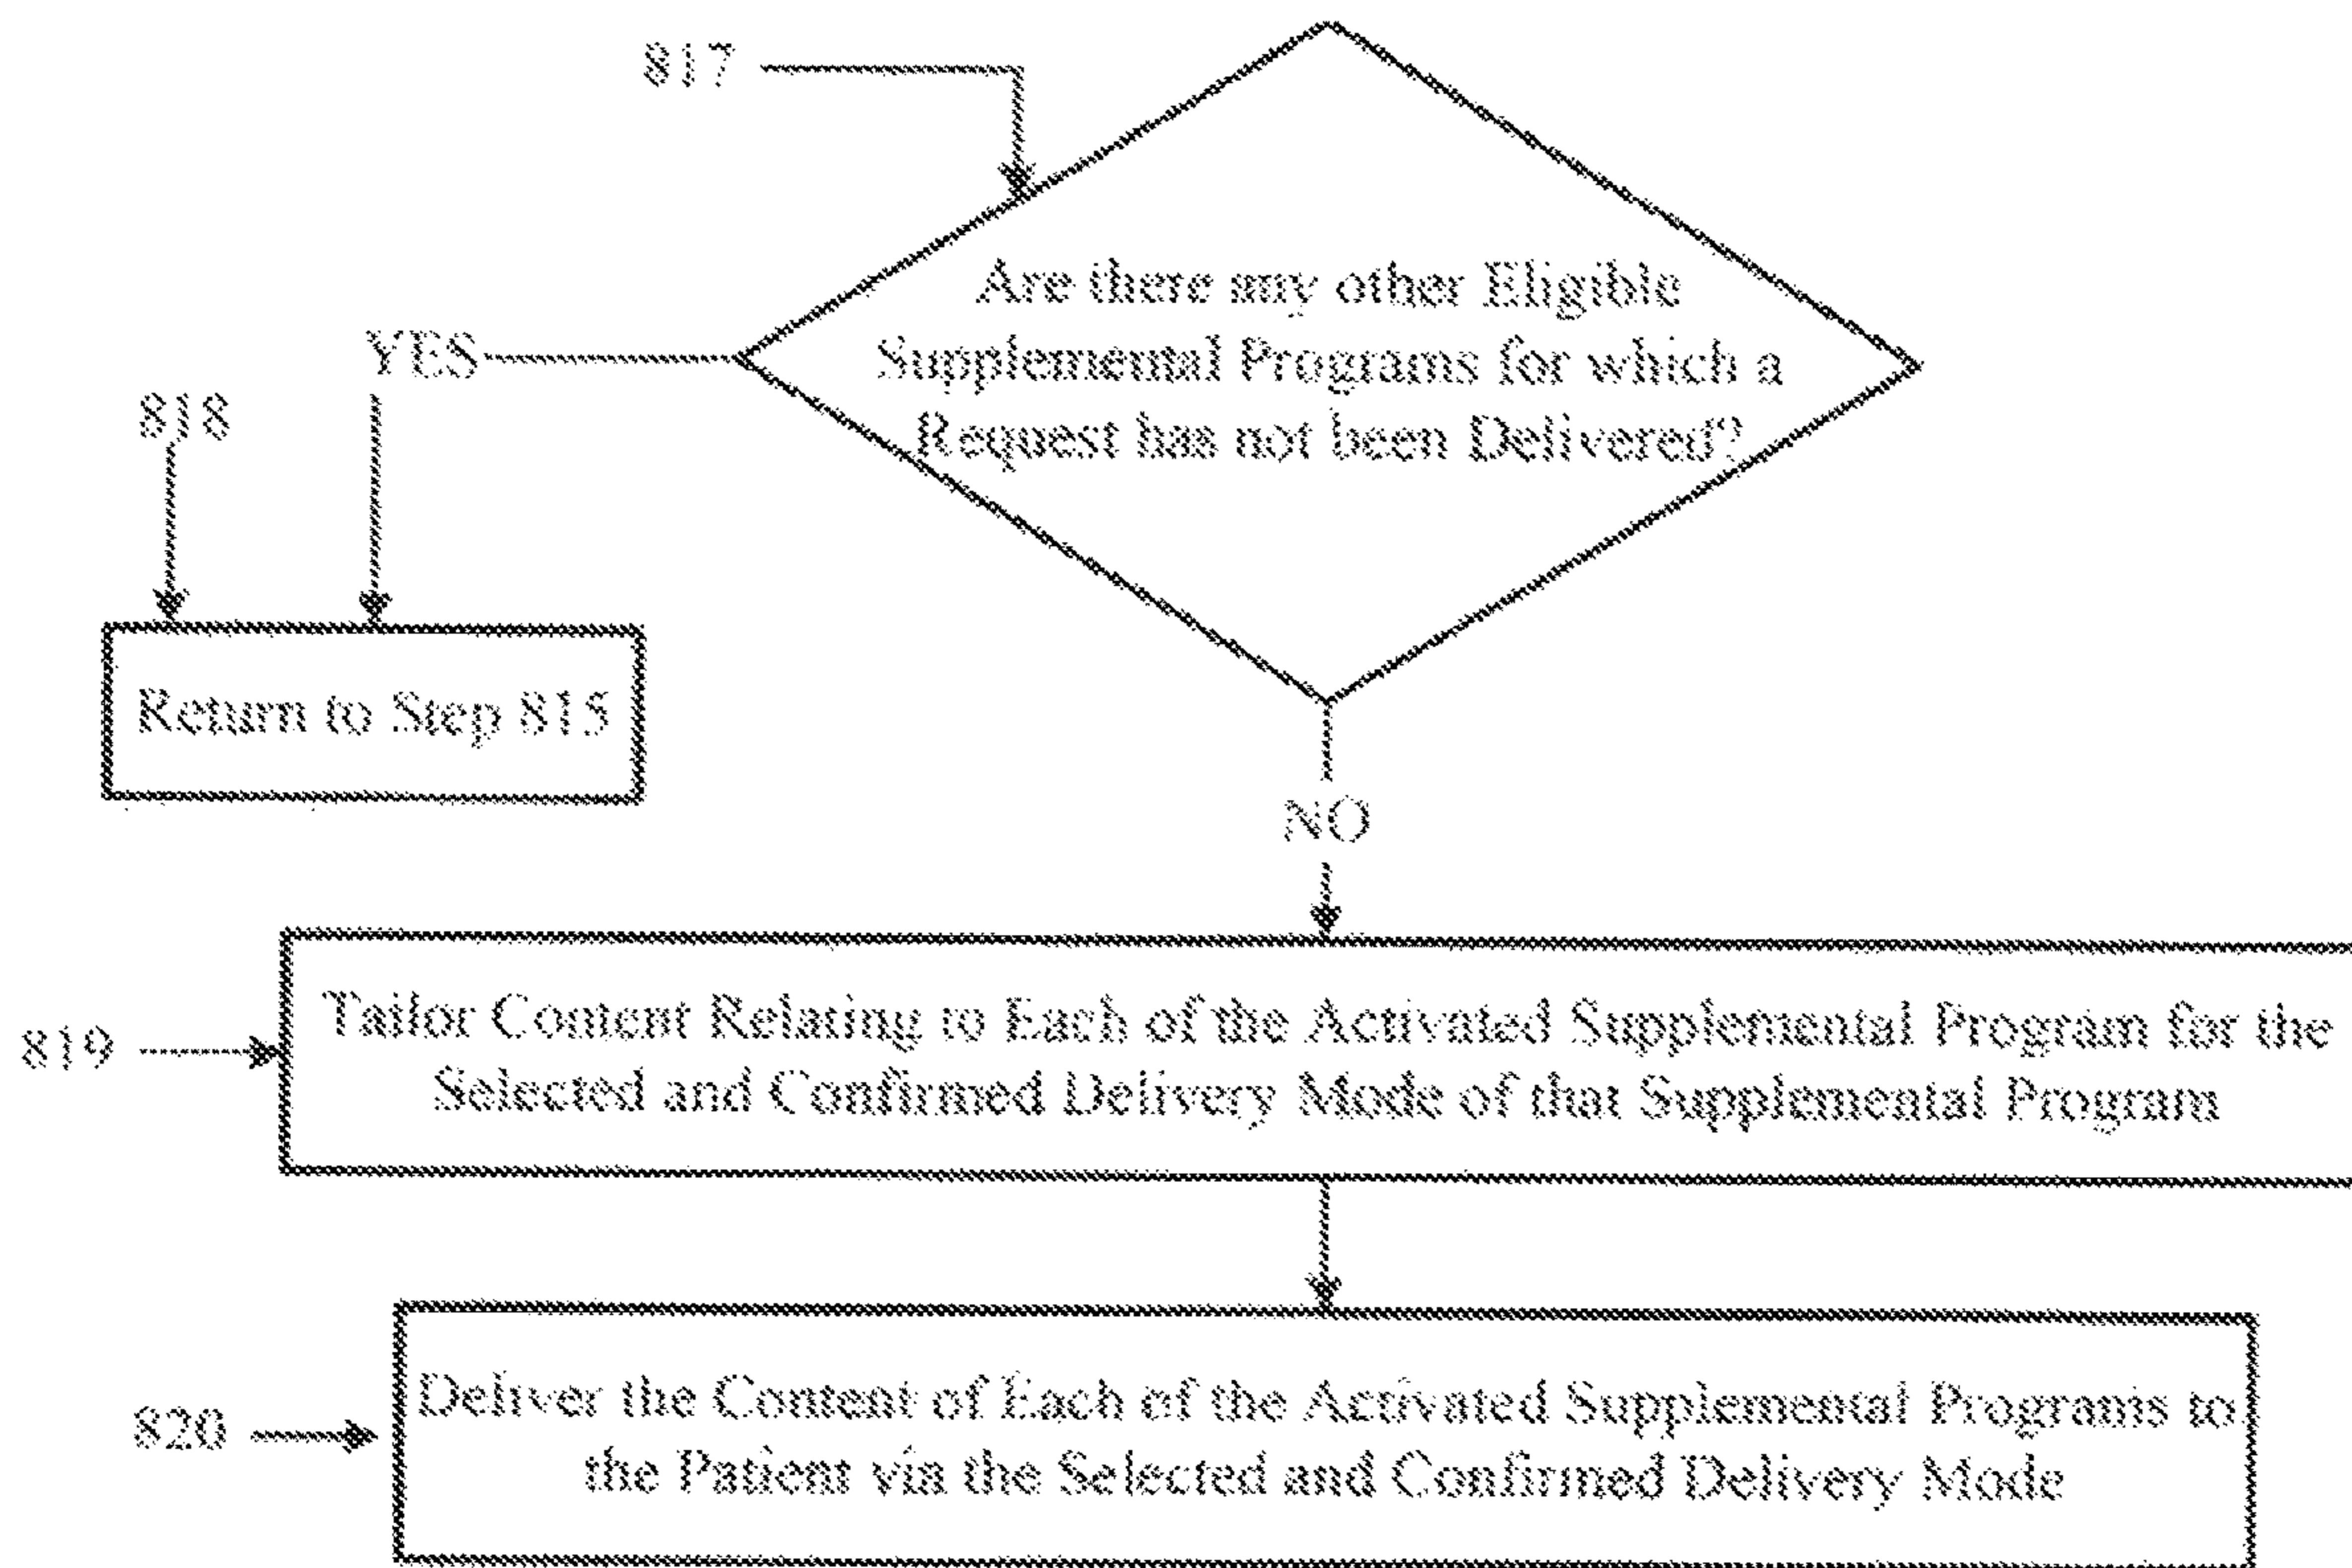 817
Are there any other Eligible
Supplemental Programs for which a
Request has not been Delivered?
YES
818
Return to Step 815
NO
819
Tailor Content Relating to Each of the Activated Supplemental Program for the
Selected and Confirmed Delivery Mode of that Supplemental Program
820
Deliver the Content of Each of the Activated Supplemental Programs to
the Patient via the Selected and Confirmed Delivery Mode